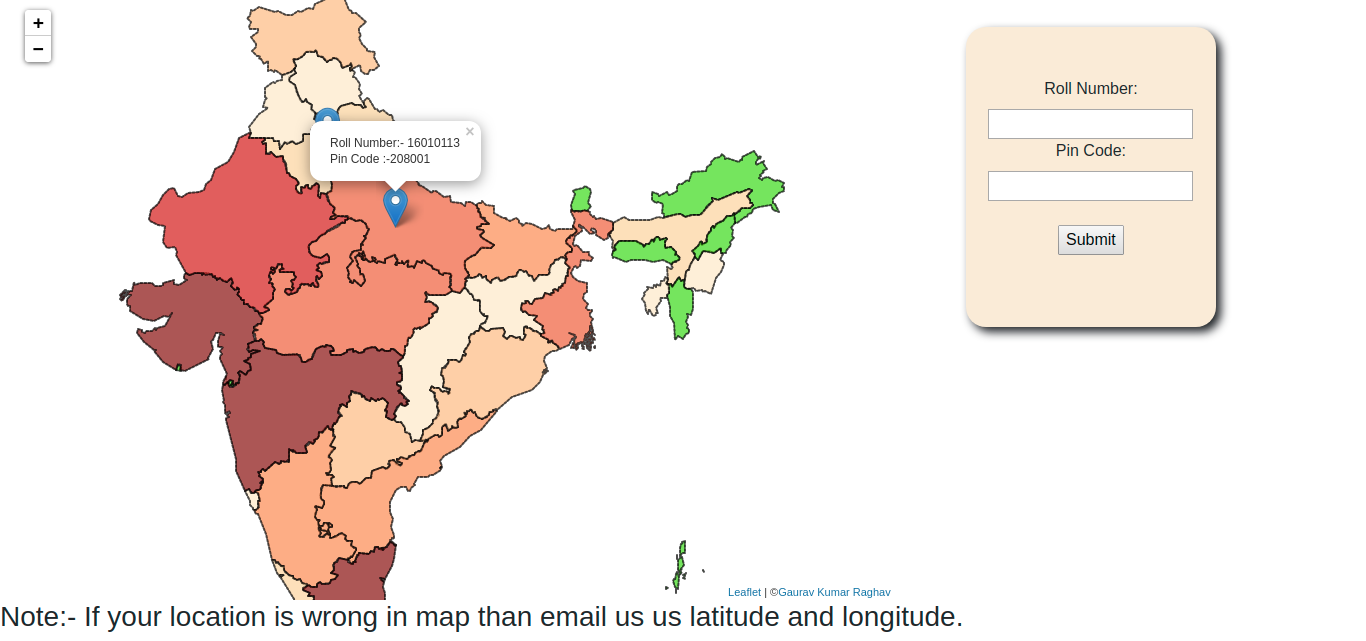 +
−
Roll Number:- 16010113
Pin Code :-208001
×
Roll Number:
Pin Code:
Submit
Leaflet | ©Gaurav Kumar Raghav
Note:- If your location is wrong in map than email us us latitude and longitude.